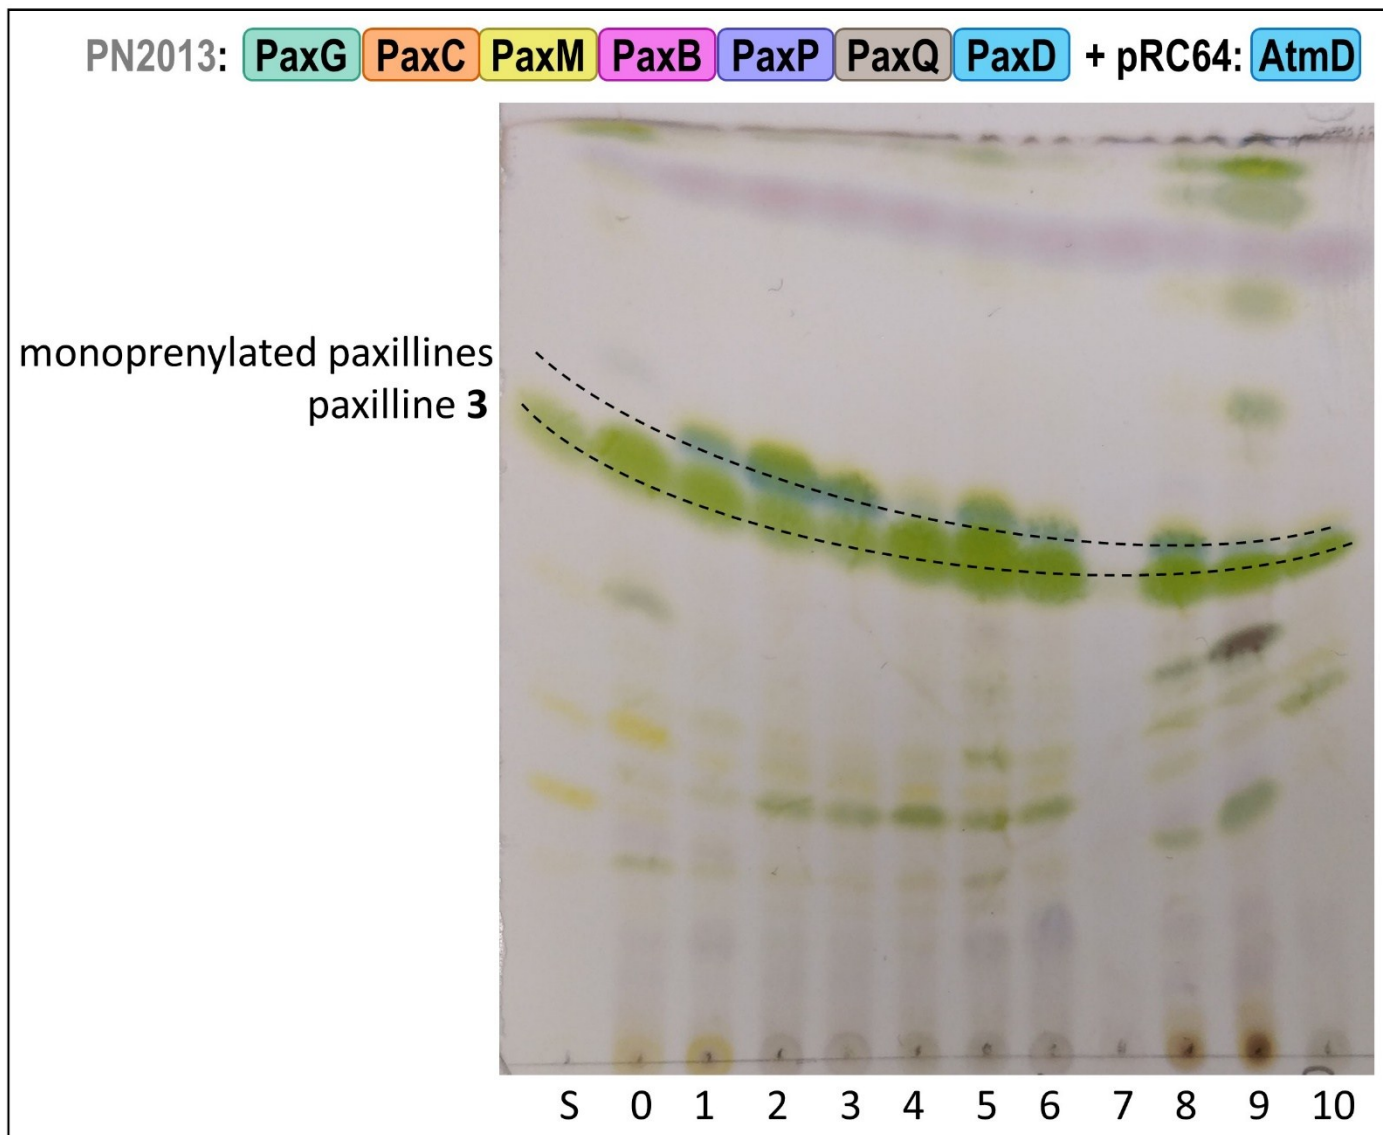 PN2013: PaxG PaxC PaxM PaxB PaxP PaxQ PaxD + pRC64: AtmD
monoprenylated paxillines
paxilline 3
S 0 1 2 3 4 5 6 7 8 9 10